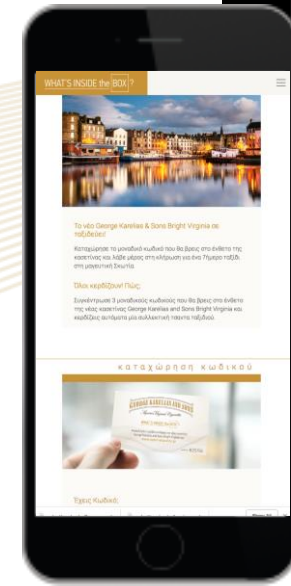 WHAT'S INSIDE the BOX ?
Το νέο George Karelias & Sons Bright Virginia σε
ταξιδεύει!
Καταχώρησε το μοναδικό κωδικό που θα βρεις στο ένθετο της
κασετίνας και λάβε μέρος στη κλήρωση για ένα 7ήμερο ταξίδι
στη μαγευτική Σκωτία.
Όλοι κερδίζουν! Πώς;
Συγκέντρωσε 3 μοναδικούς κωδικούς που θα βρεις στο ένθετο
της νέας κασετίνας George Karelias and Sons Bright Virginia και
κερδίζεις αυτόματα μία συλλεκτική τσάντα ταξιδιού.
καταχώρηση κωδικού
GEORGE KARELIAS AND SONS
Έχεις Κωδικό;